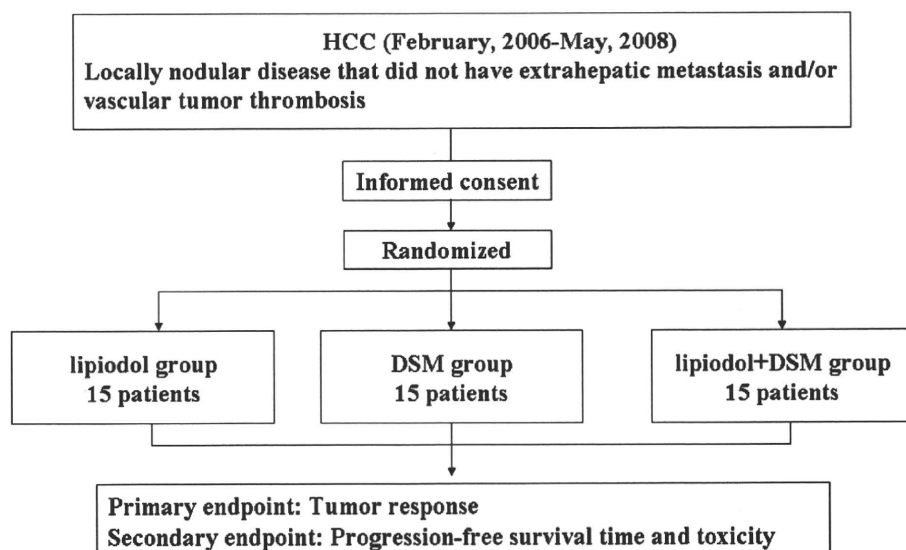 HCC (February, 2006-May, 2008)
Locally nodular disease that did not have extrahepatic metastasis and/or
vascular tumor thrombosis
Informed consent
Randomized
lipiodol group
15 patients
DSM group
15 patients
lipiodol+DSM group
15 patients
Primary endpoint: Tumor response
Secondary endpoint: Progression-free survival time and toxicity